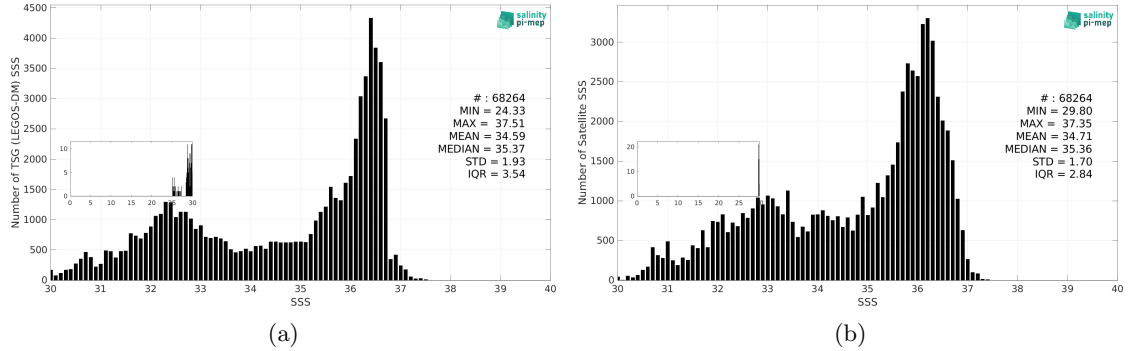 4500
4000
3500
3000
2500
2000
1500
1000
500
0
Number of TSG (LEGOS-DM) SSS
salinity
pi-mep
# : 68264
MIN = 24.33
MAX = 37.51
MEAN = 34.59
MEDIAN = 35.37
STD = 1.93
IQR = 3.54
10
5
0
0 5 10 15 20 25 30
30 31 32 33 34 35 36 37 38 39 40
SSS
(a)
3000
2500
2000
1500
1000
500
0
Number of Satellite SSS
salinity
pi-mep
# : 68264
MIN = 29.80
MAX = 37.35
MEAN = 34.71
MEDIAN = 35.36
STD = 1.70
IQR = 2.84
20
10
0
0 5 10 15 20 25
30 31 32 33 34 35 36 37 38 39 40
SSS
(b)